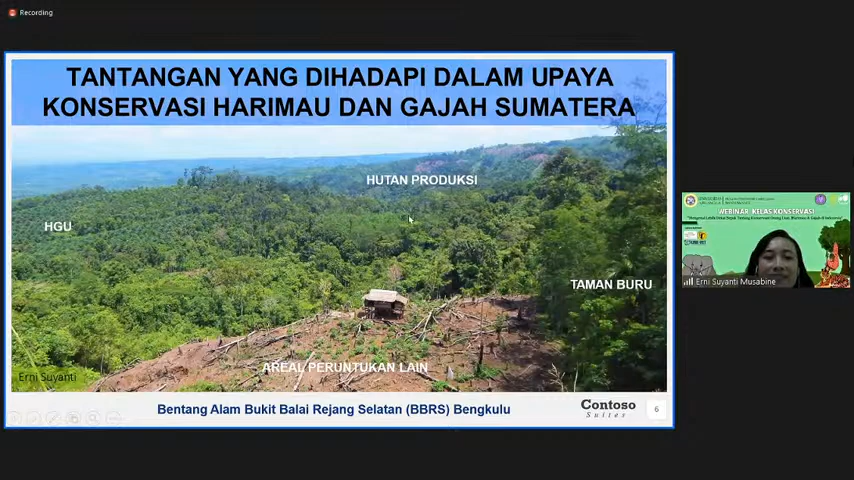 Recording
TANTANGAN YANG DIHADAPI DALAM UPAYA
KONSERVASI HARIMAU DAN GAJAH SUMATERA
HUTAN PRODUKSI
HGU
TAMAN BURU
AREAL PERUNTUKAN LAIN
Erni Suyanti
Bentang Alam Bukit Balai Rejang Selatan (BBRS) Bengkulu
Contoso
Suites
6
WEBINAR KELAS KONSERVASI
Erni Suyanti Musabine